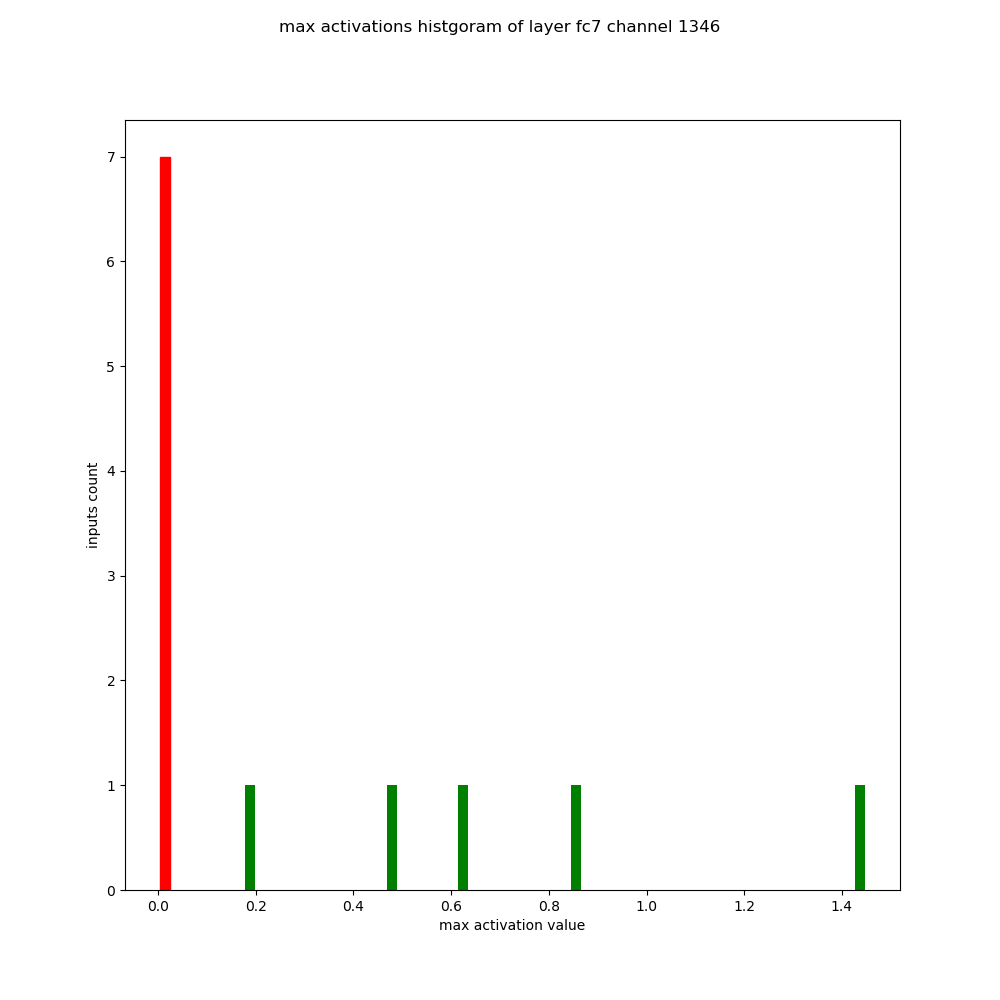 max activations histgoram of layer fc7 channel 1346
7
6
5
4
3
2
1
0
inputs count
0.0 0.2 0.4 0.6 0.8 1.0 1.2 1.4
max activation value